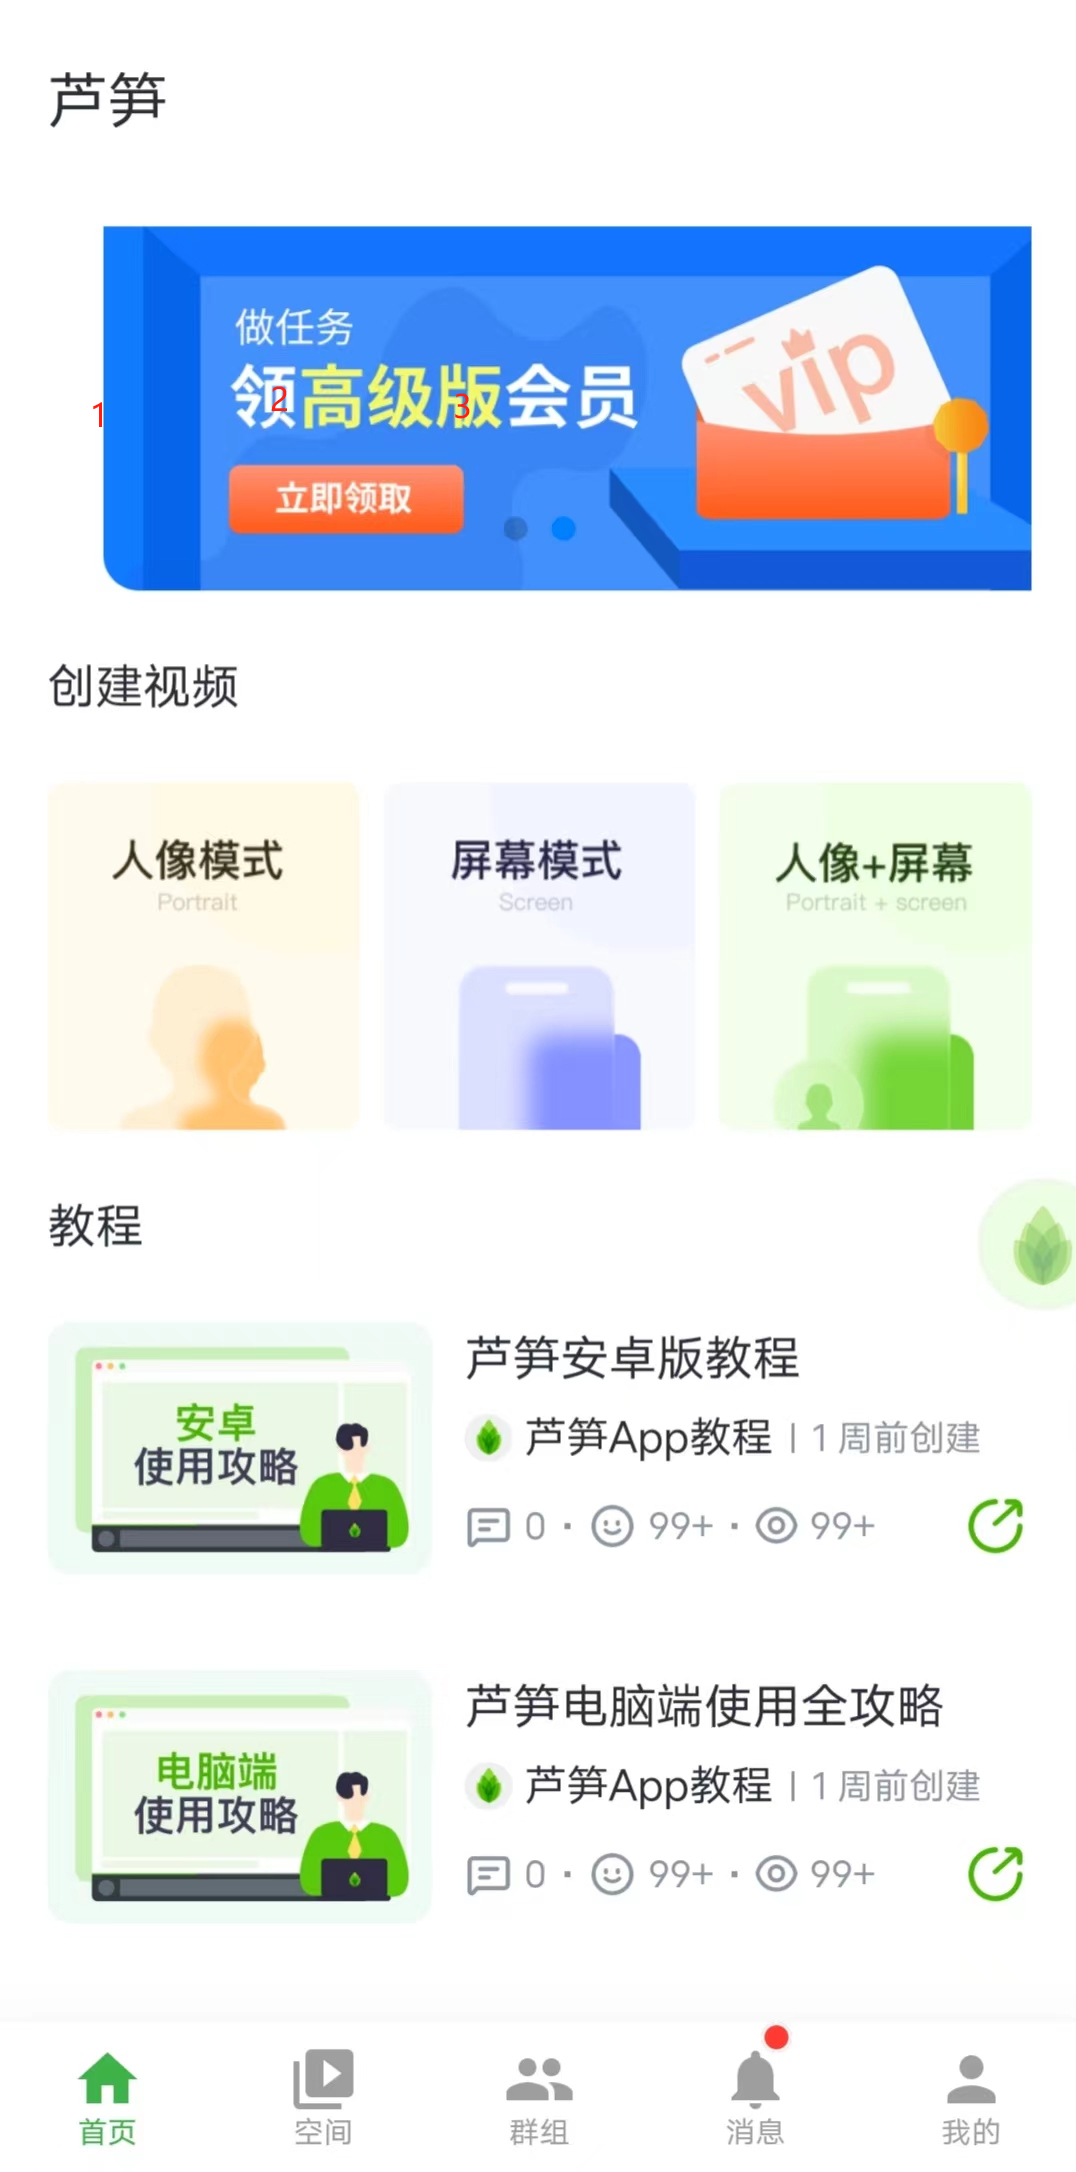 芦笋
做任务
领高级版会员
1
2
3
vip
立即领取
创建视频
人像模式
Portrait
屏幕模式
Screen
人像+屏幕
Portrait + screen
教程
安卓
使用攻略
芦笋安卓版教程
芦笋App教程 | 1 周前创建
0 · 99+ · 99+
电脑端
使用攻略
芦笋电脑端使用全攻略
芦笋App教程 | 1 周前创建
0 · 99+ · 99+
首页
空间
群组
消息
我的